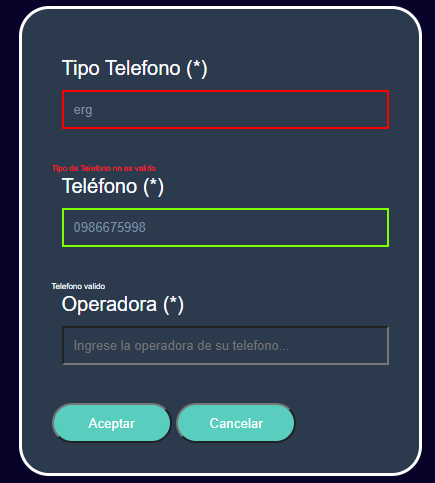 Tipo Telefono (*)
erg
Tipo de Telefono no es valido
Teléfono (*)
0986675998
Telefono valido
Operadora (*)
Ingrese la operadora de su telefono...
Aceptar Cancelar